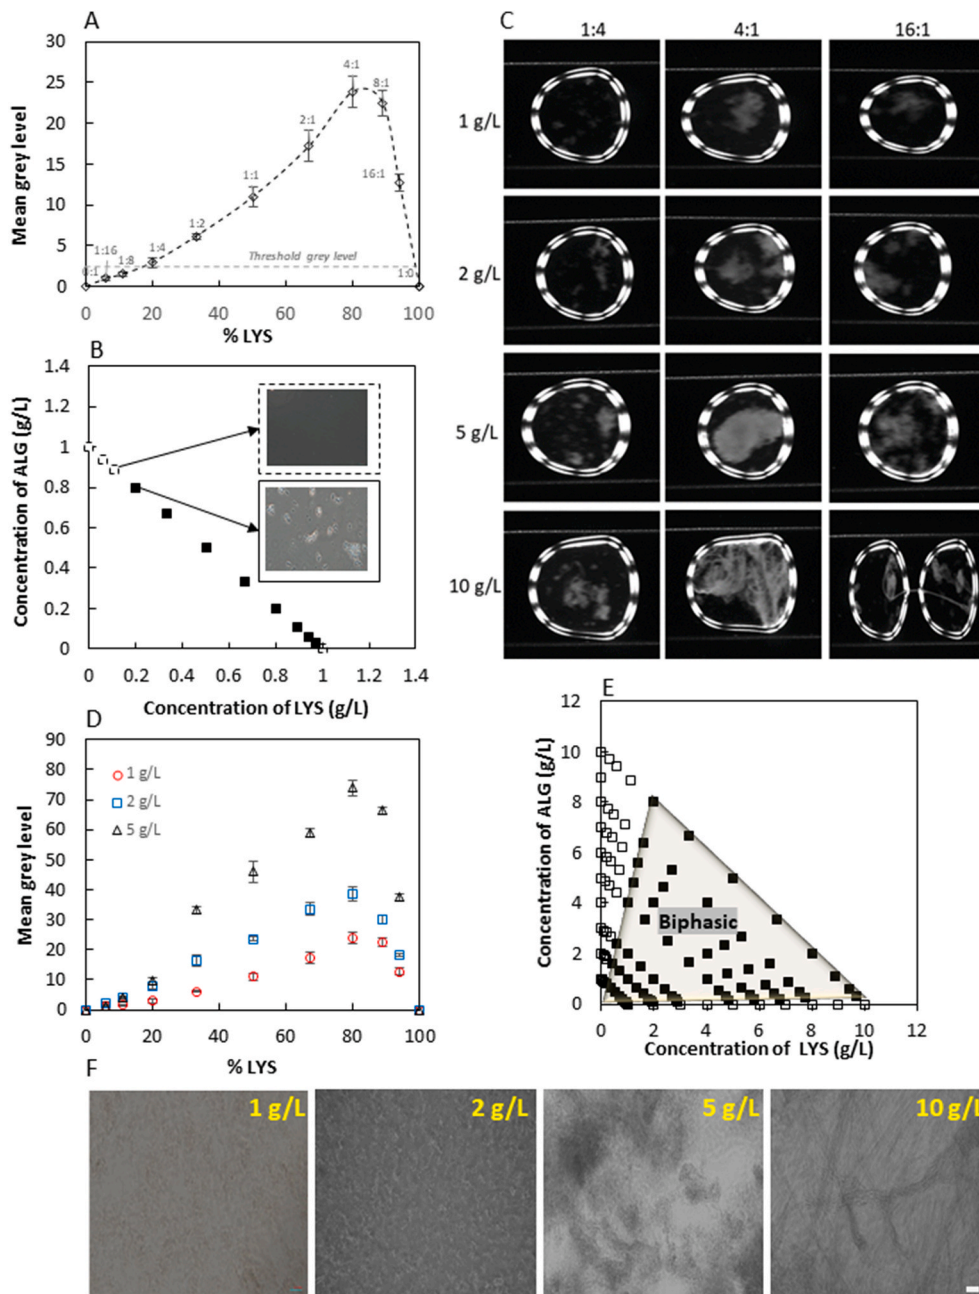 A
30
25
20
15
10
5
0
Mean grey level
0:1
1:16
1:8
1:4
1:2
1:1
2:1
4:1
8:1
16:1
1:0
Threshold grey level
0 20 40 60 80 100
% LYS
B
1.4
1.2
1
0.8
0.6
0.4
0.2
0
Concentration of ALG (g/L)
0 0.2 0.4 0.6 0.8 1 1.2 1.4
Concentration of LYS (g/L)
C
1:4 4:1 16:1
1 g/L
2 g/L
5 g/L
10 g/L
D
90
80
70
60
50
40
30
20
10
0
Mean grey level
1 g/L
2 g/L
5 g/L
0 20 40 60 80 100
% LYS
E
12
10
8
6
4
2
0
Concentration of ALG (g/L)
Biphasic
0 2 4 6 8 10 12
Concentration of LYS (g/L)
F
1 g/L 2 g/L 5 g/L 10 g/L